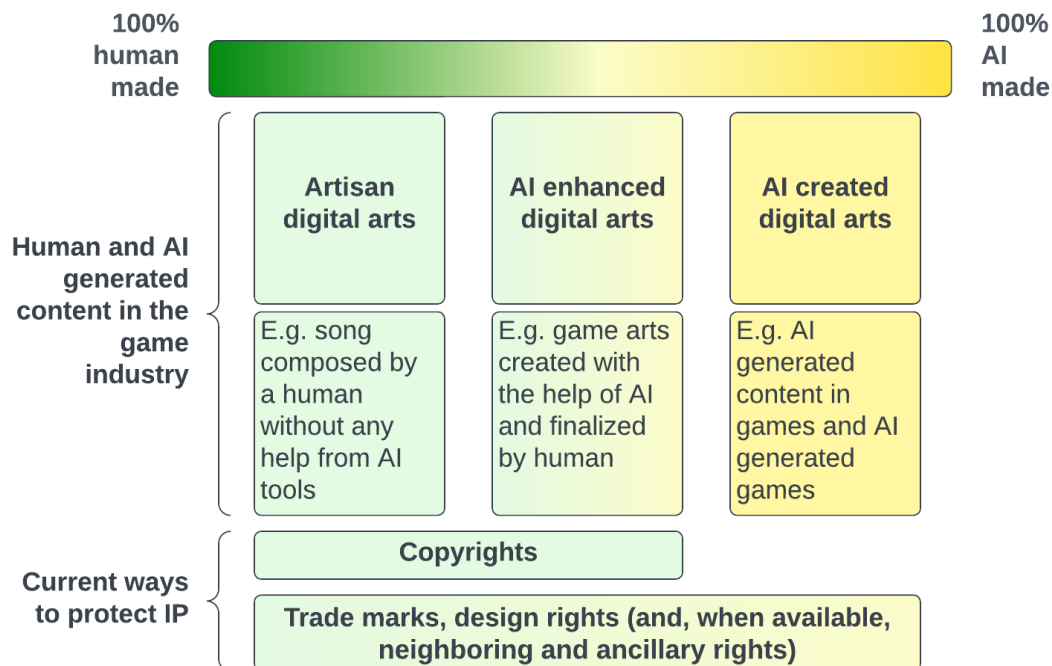 100%
human
made
100%
AI
made
Human and AI
generated
content in the
game
industry
Artisan
digital arts
AI enhanced
digital arts
AI created
digital arts
E.g. song
composed by
a human
without any
help from AI
tools
E.g. game arts
created with
the help of AI
and finalized
by human
E.g. AI
generated
content in
games and AI
generated
games
Current ways
to protect IP
Copyrights
Trade marks, design rights (and, when available,
neighboring and ancillary rights)